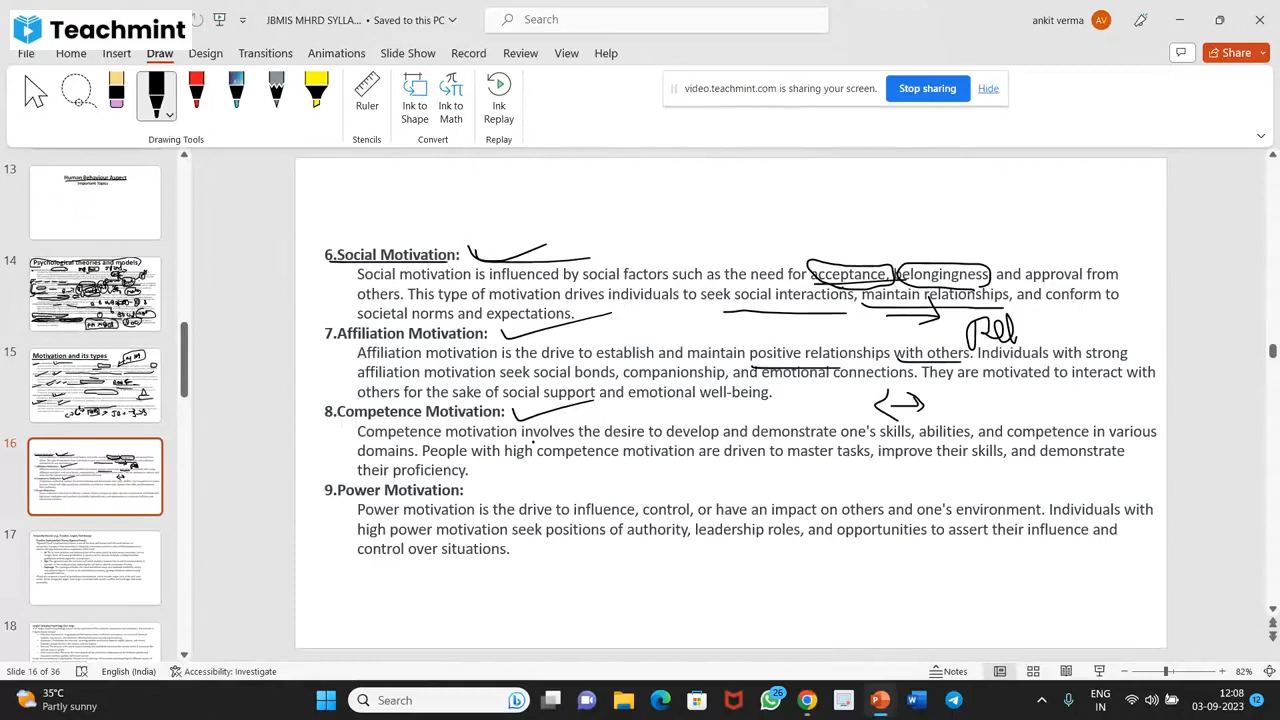 Teachmint
JBMIS MHRD SYLLA... • Saved to this PC
Search
ankit verma
AV
File Home Insert Draw Design Transitions Animations Slide Show Record Review View Help
Share
Ruler
Ink to Shape
Ink to Math
Ink Replay
video.teachmint.com is sharing your screen.
Stop sharing
Hide
Drawing Tools
Stencils
Convert
Replay
13
Human Behaviour Aspect
Important Topics
14
Psychological theories and models
15
Motivation and its types
16
17
18
6.Social Motivation:
Social motivation is influenced by social factors such as the need for acceptance, belongingness, and approval from
others. This type of motivation drives individuals to seek social interactions, maintain relationships, and conform to
societal norms and expectations.
7.Affiliation Motivation:
Affiliation motivation is the drive to establish and maintain positive relationships with others. Individuals with strong
affiliation motivation seek social bonds, companionship, and emotional connections. They are motivated to interact with
others for the sake of social support and emotional well-being.
8.Competence Motivation:
Competence motivation involves the desire to develop and demonstrate one's skills, abilities, and competence in various
domains. People with high competence motivation are driven to master tasks, improve their skills, and demonstrate
their proficiency.
9.Power Motivation:
Power motivation is the drive to influence, control, or have an impact on others and one's environment. Individuals with
high power motivation seek positions of authority, leadership roles, and opportunities to assert their influence and
control over situations.
Slide 16 of 36
English (India)
Accessibility: Investigate
Notes
82%
35°C
Partly sunny
Search
26
ENG
IN
12:08
03-09-2023